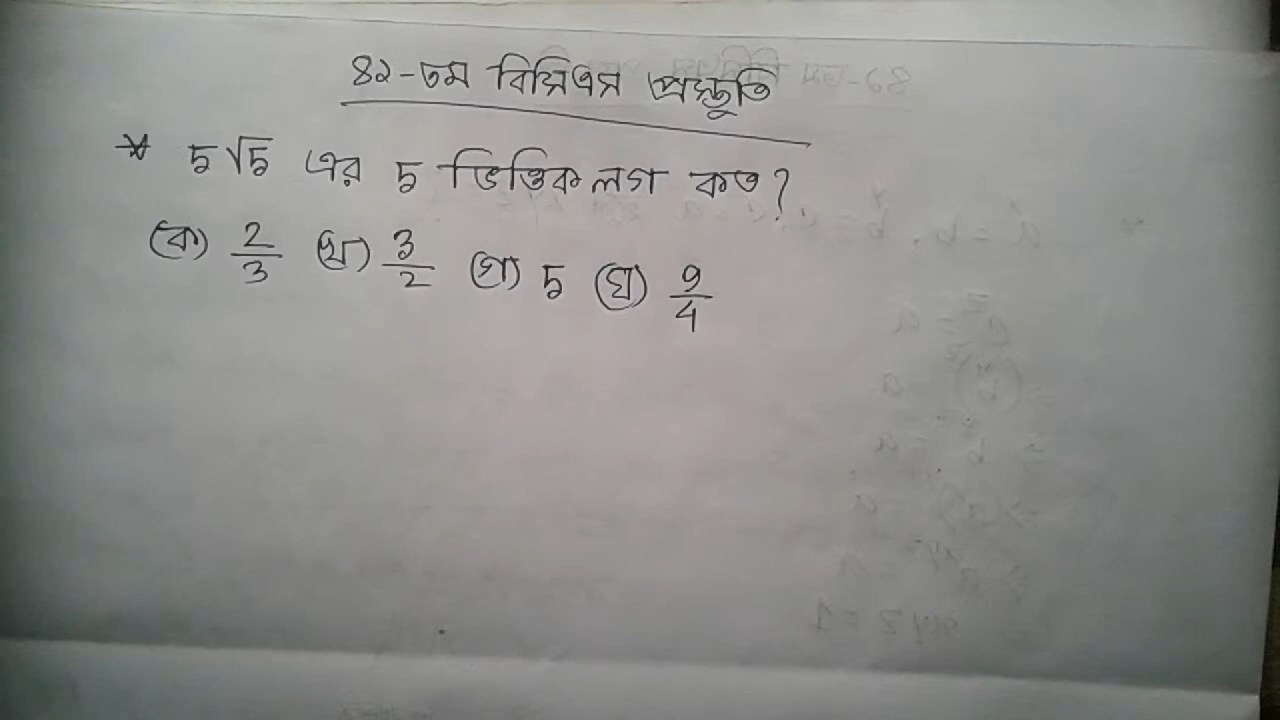 ৪২-তম বিসিএস প্রস্তুতি
* ৮√৮ এর ৮ ভিত্তিক লগ কত?
(ক) 2/3 (খ) 3/2 (গ) ৮ (ঘ) 9/4